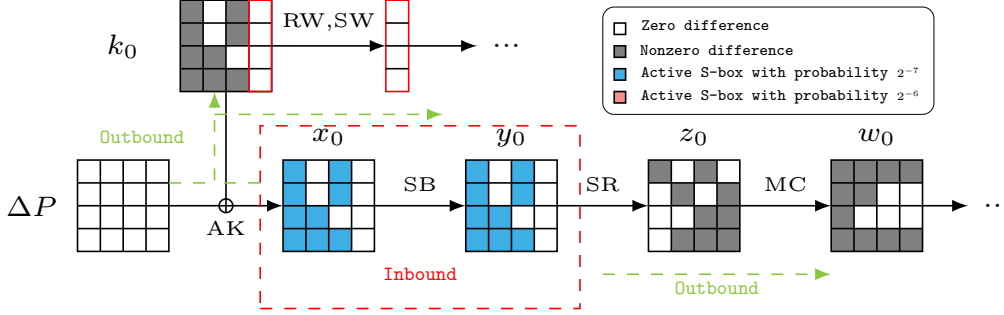 k₀
RW,SW
...
Zero difference
Nonzero difference
Active S-box with probability 2⁻⁷
Active S-box with probability 2⁻⁶
Outbound
x₀
y₀
z₀
w₀
ΔP
AK
SB
SR
MC
..
Inbound
Outbound